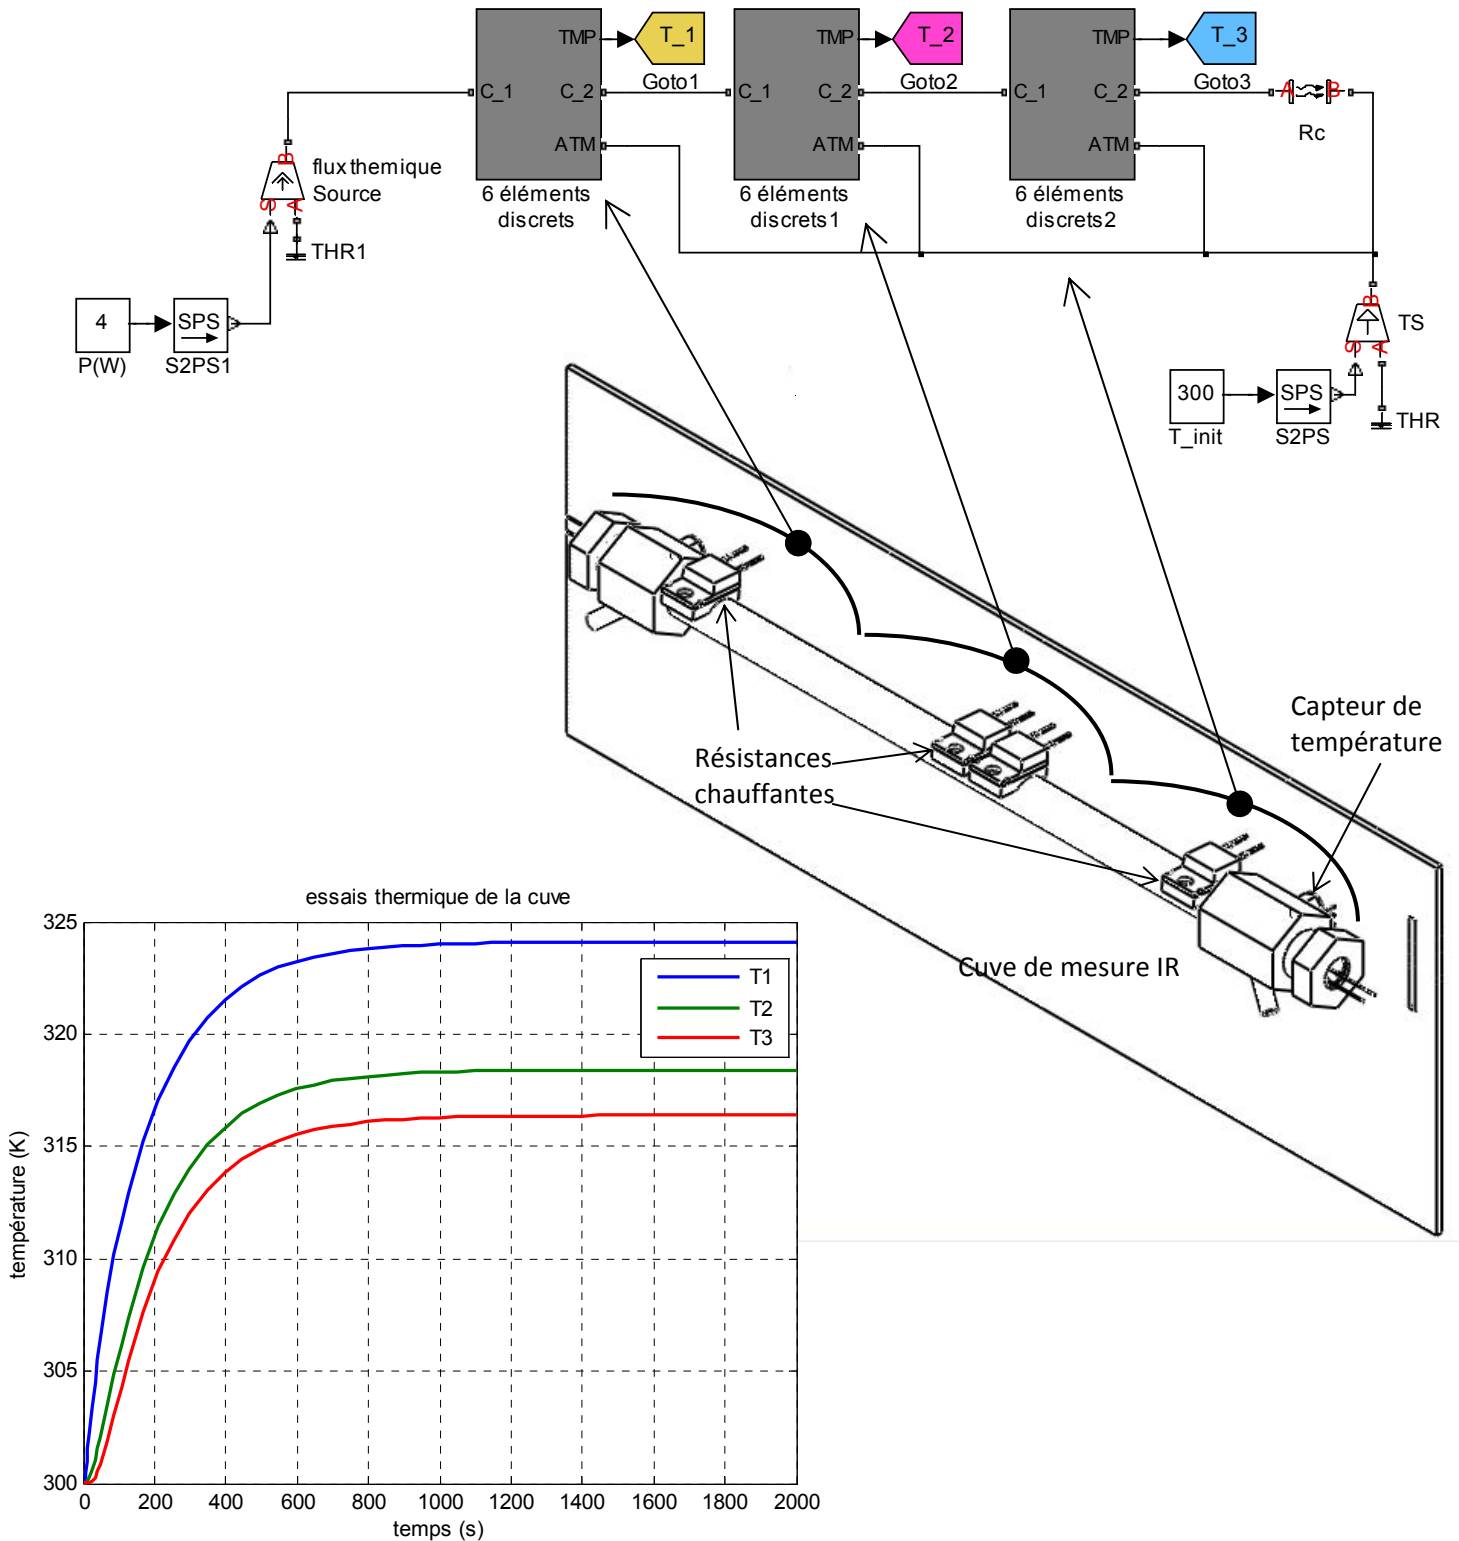 TMP
T_1
TMP
T_2
TMP
T_3
Goto1
Goto2
Goto3
C_1
C_2
C_1
C_2
C_1
C_2
A
B
Rc
ATM
ATM
ATM
B
flux themique
Source
S
A
THR1
6 éléments
discrets
6 éléments
discrets1
6 éléments
discrets2
4
P(W)
SPS
S2PS1
B
TS
S
A
300
T_init
SPS
S2PS
THR
Capteur de
température
Résistances
chauffantes
Cuve de mesure IR
essais thermique de la cuve
325
320
315
310
305
300
température (K)
T1
T2
T3
0
200
400
600
800
1000
1200
1400
1600
1800
2000
temps (s)